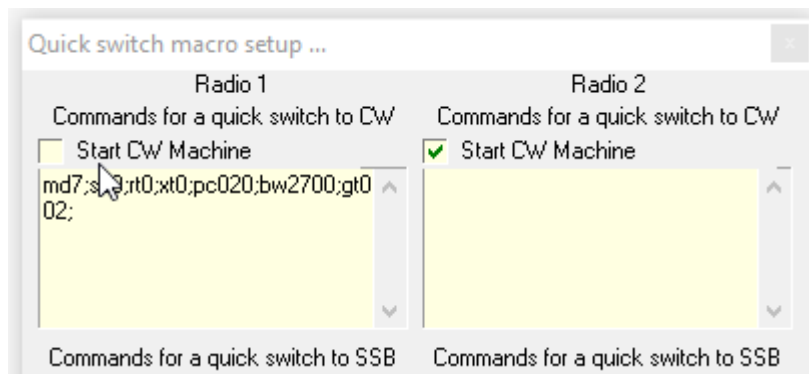 Quick switch macro setup ...
x
Radio 1
Radio 2
Commands for a quick switch to CW
Commands for a quick switch to CW
Start CW Machine
Start CW Machine
rt0;xt0;pc020;bw2700;gt0
02;
Commands for a quick switch to SSB
Commands for a quick switch to SSB